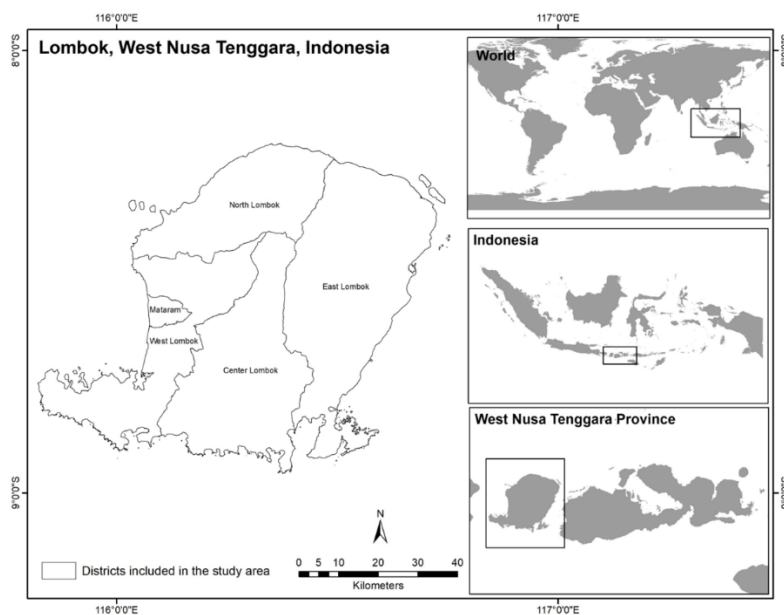 116°0'0"E
117°0'0"E
8°0'0"S
Lombok, West Nusa Tenggara, Indonesia
World
North Lombok
Indonesia
East Lombok
Mataram
West Lombok
Center Lombok
West Nusa Tenggara Province
9°0'0"S
N
Districts included in the study area
0 5 10 20 30 40
Kilometers
116°0'0"E
117°0'0"E